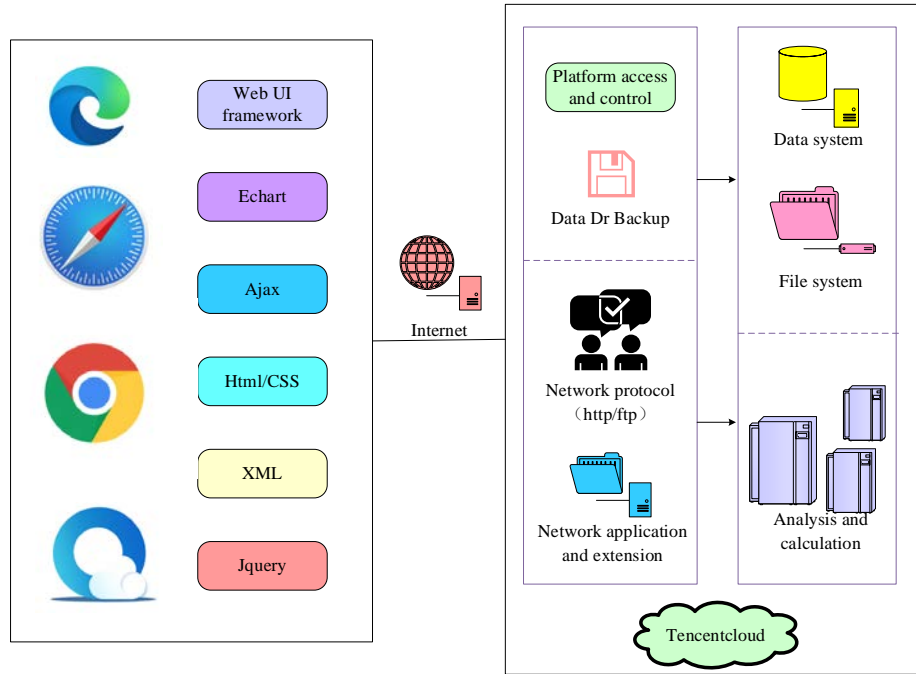 Web UI
framework
Echart
Ajax
Html/CSS
XML
Jquery
Internet
Platform access
and control
Data Dr Backup
Network protocol
（http/ftp）
Network application
and extension
Data system
File system
Analysis and
calculation
Tencentcloud